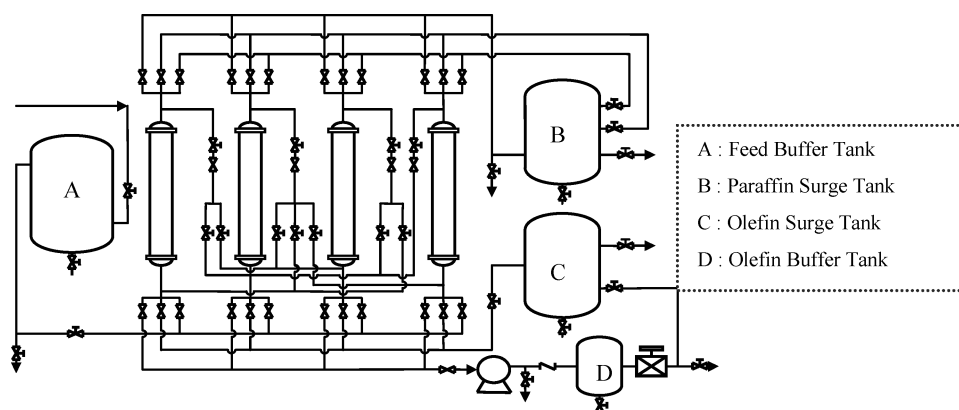 A
B
C
D
A : Feed Buffer Tank
B : Paraffin Surge Tank
C : Olefin Surge Tank
D : Olefin Buffer Tank